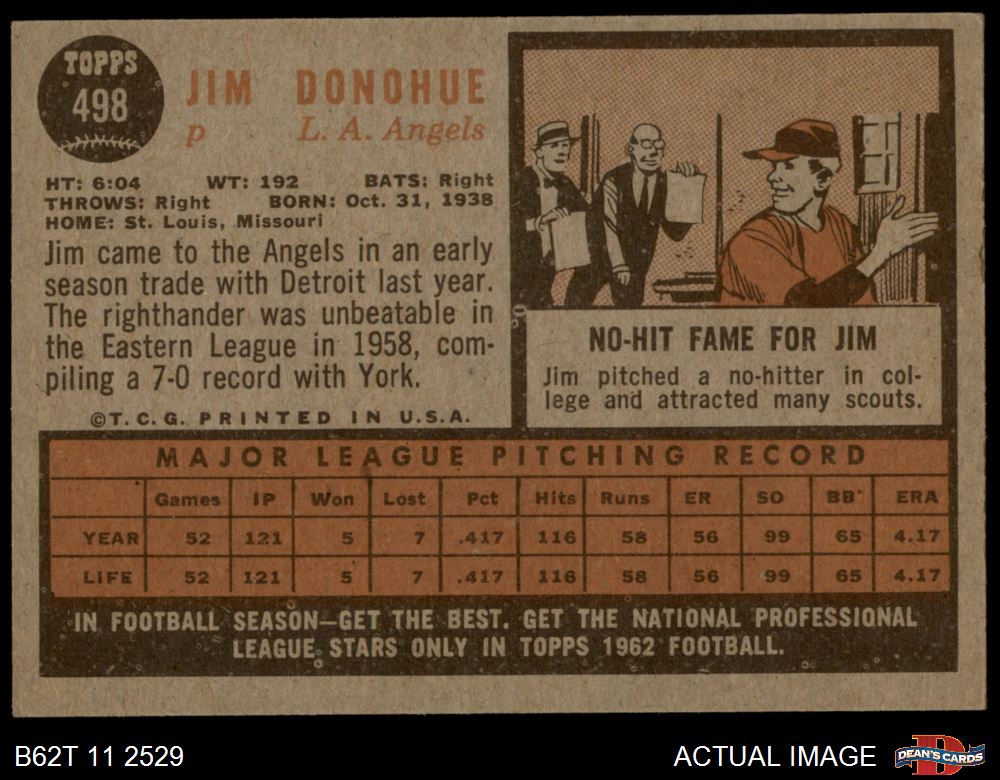 TOPPS
498
JIM DONOHUE
p L. A. Angels
HT: 6:04 WT: 192 BATS: Right
THROWS: Right BORN: Oct. 31, 1938
HOME: St. Louis, Missouri
Jim came to the Angels in an early
season trade with Detroit last year.
The righthander was unbeatable in
the Eastern League in 1958, com-
piling a 7-0 record with York.
©T. C. G. PRINTED IN U.S.A.
NO-HIT FAME FOR JIM
Jim pitched a no-hitter in col-
lege and attracted many scouts.
MAJOR LEAGUE PITCHING RECORD
Games IP Won Lost Pct Hits Runs ER SO BB ERA
YEAR 52 121 5 7 .417 116 58 56 99 65 4.17
LIFE 52 121 5 7 .417 116 58 56 99 65 4.17
IN FOOTBALL SEASON—GET THE BEST. GET THE NATIONAL PROFESSIONAL
LEAGUE STARS ONLY IN TOPPS 1962 FOOTBALL.
B62T 11 2529 ACTUAL IMAGE
D
DEAN'S CARDS